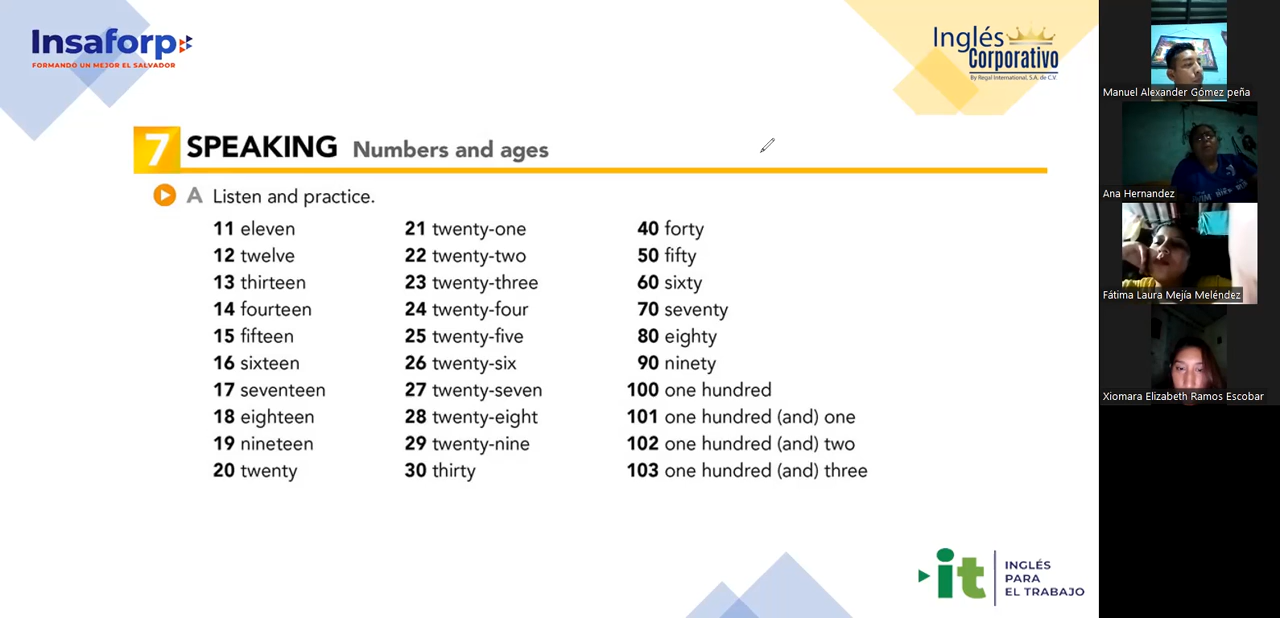 Insaforp
FORMANDO UN MEJOR EL SALVADOR
Inglés
Corporativo
By Regal International, S.A. de C.V.
7 SPEAKING Numbers and ages
A Listen and practice.
11 eleven
12 twelve
13 thirteen
14 fourteen
15 fifteen
16 sixteen
17 seventeen
18 eighteen
19 nineteen
20 twenty
21 twenty-one
22 twenty-two
23 twenty-three
24 twenty-four
25 twenty-five
26 twenty-six
27 twenty-seven
28 twenty-eight
29 twenty-nine
30 thirty
40 forty
50 fifty
60 sixty
70 seventy
80 eighty
90 ninety
100 one hundred
101 one hundred (and) one
102 one hundred (and) two
103 one hundred (and) three
it
INGLÉS
PARA
EL TRABAJO
Manuel Alexander Gómez peña
Ana Hernandez
Fátima Laura Mejía Meléndez
Xiomara Elizabeth Ramos Escobar